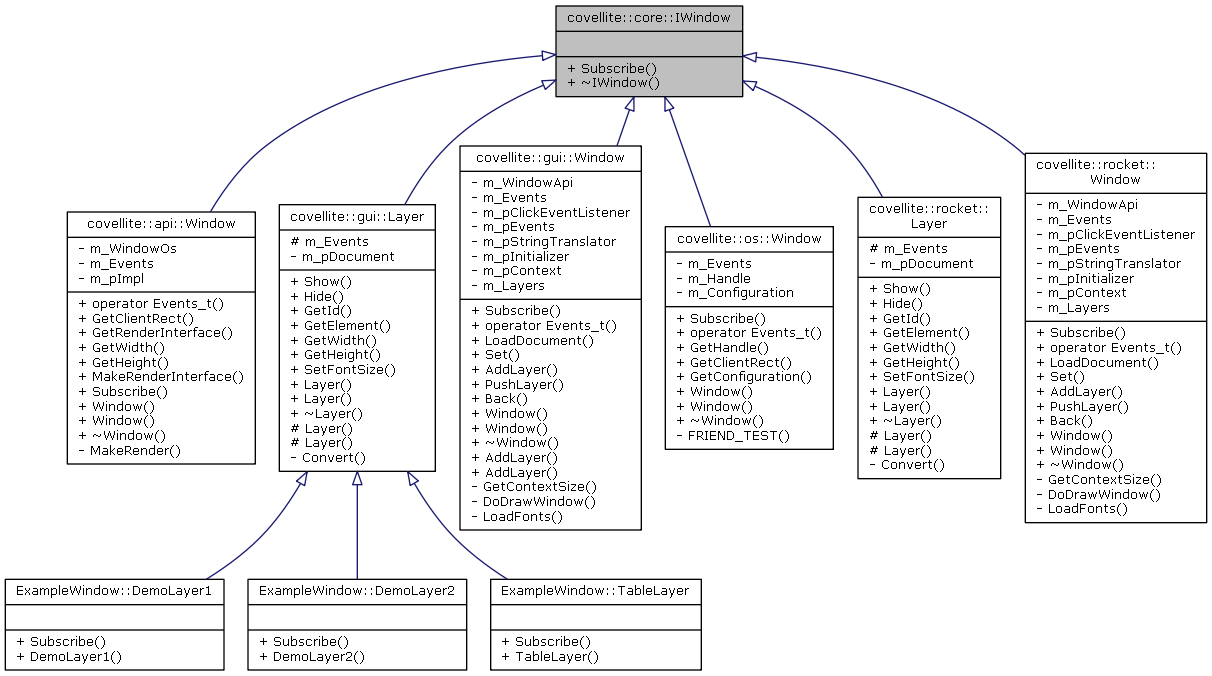 covellite::core::IWindow
+ Subscribe()
+ ~IWindow()
covellite::api::Window
- m_WindowOs
- m_Events
- m_pImpl
+ operator Events_t()
+ GetClientRect()
+ GetRenderInterface()
+ GetWidth()
+ GetHeight()
+ MakeRenderInterface()
+ Subscribe()
+ Window()
+ Window()
+ ~Window()
- MakeRender()
covellite::gui::Layer
# m_Events
- m_pDocument
+ Show()
+ Hide()
+ GetId()
+ GetElement()
+ GetWidth()
+ GetHeight()
+ SetFontSize()
+ Layer()
+ Layer()
+ ~Layer()
# Layer()
# Layer()
- Convert()
covellite::gui::Window
- m_WindowApi
- m_Events
- m_pClickEventListener
- m_pEvents
- m_pStringTranslator
- m_pInitializer
- m_pContext
- m_Layers
+ Subscribe()
+ operator Events_t()
+ LoadDocument()
+ Set()
+ AddLayer()
+ PushLayer()
+ Back()
+ Window()
+ Window()
+ ~Window()
+ AddLayer()
+ AddLayer()
- GetContextSize()
- DoDrawWindow()
- LoadFonts()
covellite::os::Window
- m_Events
- m_Handle
- m_Configuration
+ Subscribe()
+ operator Events_t()
+ GetHandle()
+ GetClientRect()
+ GetConfiguration()
+ Window()
+ Window()
+ ~Window()
- FRIEND_TEST()
covellite::rocket::
Layer
# m_Events
- m_pDocument
+ Show()
+ Hide()
+ GetId()
+ GetElement()
+ GetWidth()
+ GetHeight()
+ SetFontSize()
+ Layer()
+ Layer()
+ ~Layer()
# Layer()
# Layer()
- Convert()
covellite::rocket::
Window
- m_WindowApi
- m_Events
- m_pClickEventListener
- m_pEvents
- m_pStringTranslator
- m_pInitializer
- m_pContext
- m_Layers
+ Subscribe()
+ operator Events_t()
+ LoadDocument()
+ Set()
+ AddLayer()
+ PushLayer()
+ Back()
+ Window()
+ Window()
+ ~Window()
- GetContextSize()
- DoDrawWindow()
- LoadFonts()
ExampleWindow::DemoLayer1
+ Subscribe()
+ DemoLayer1()
ExampleWindow::DemoLayer2
+ Subscribe()
+ DemoLayer2()
ExampleWindow::TableLayer
+ Subscribe()
+ TableLayer()